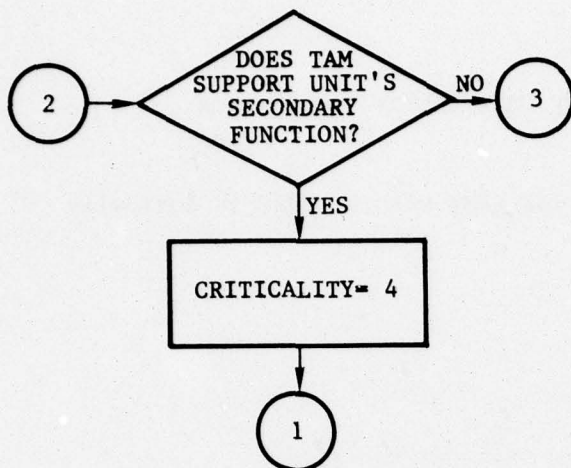 DOES TAM
SUPPORT UNIT'S
SECONDARY
FUNCTION?
2
NO
3
YES
CRITICALITY= 4
1